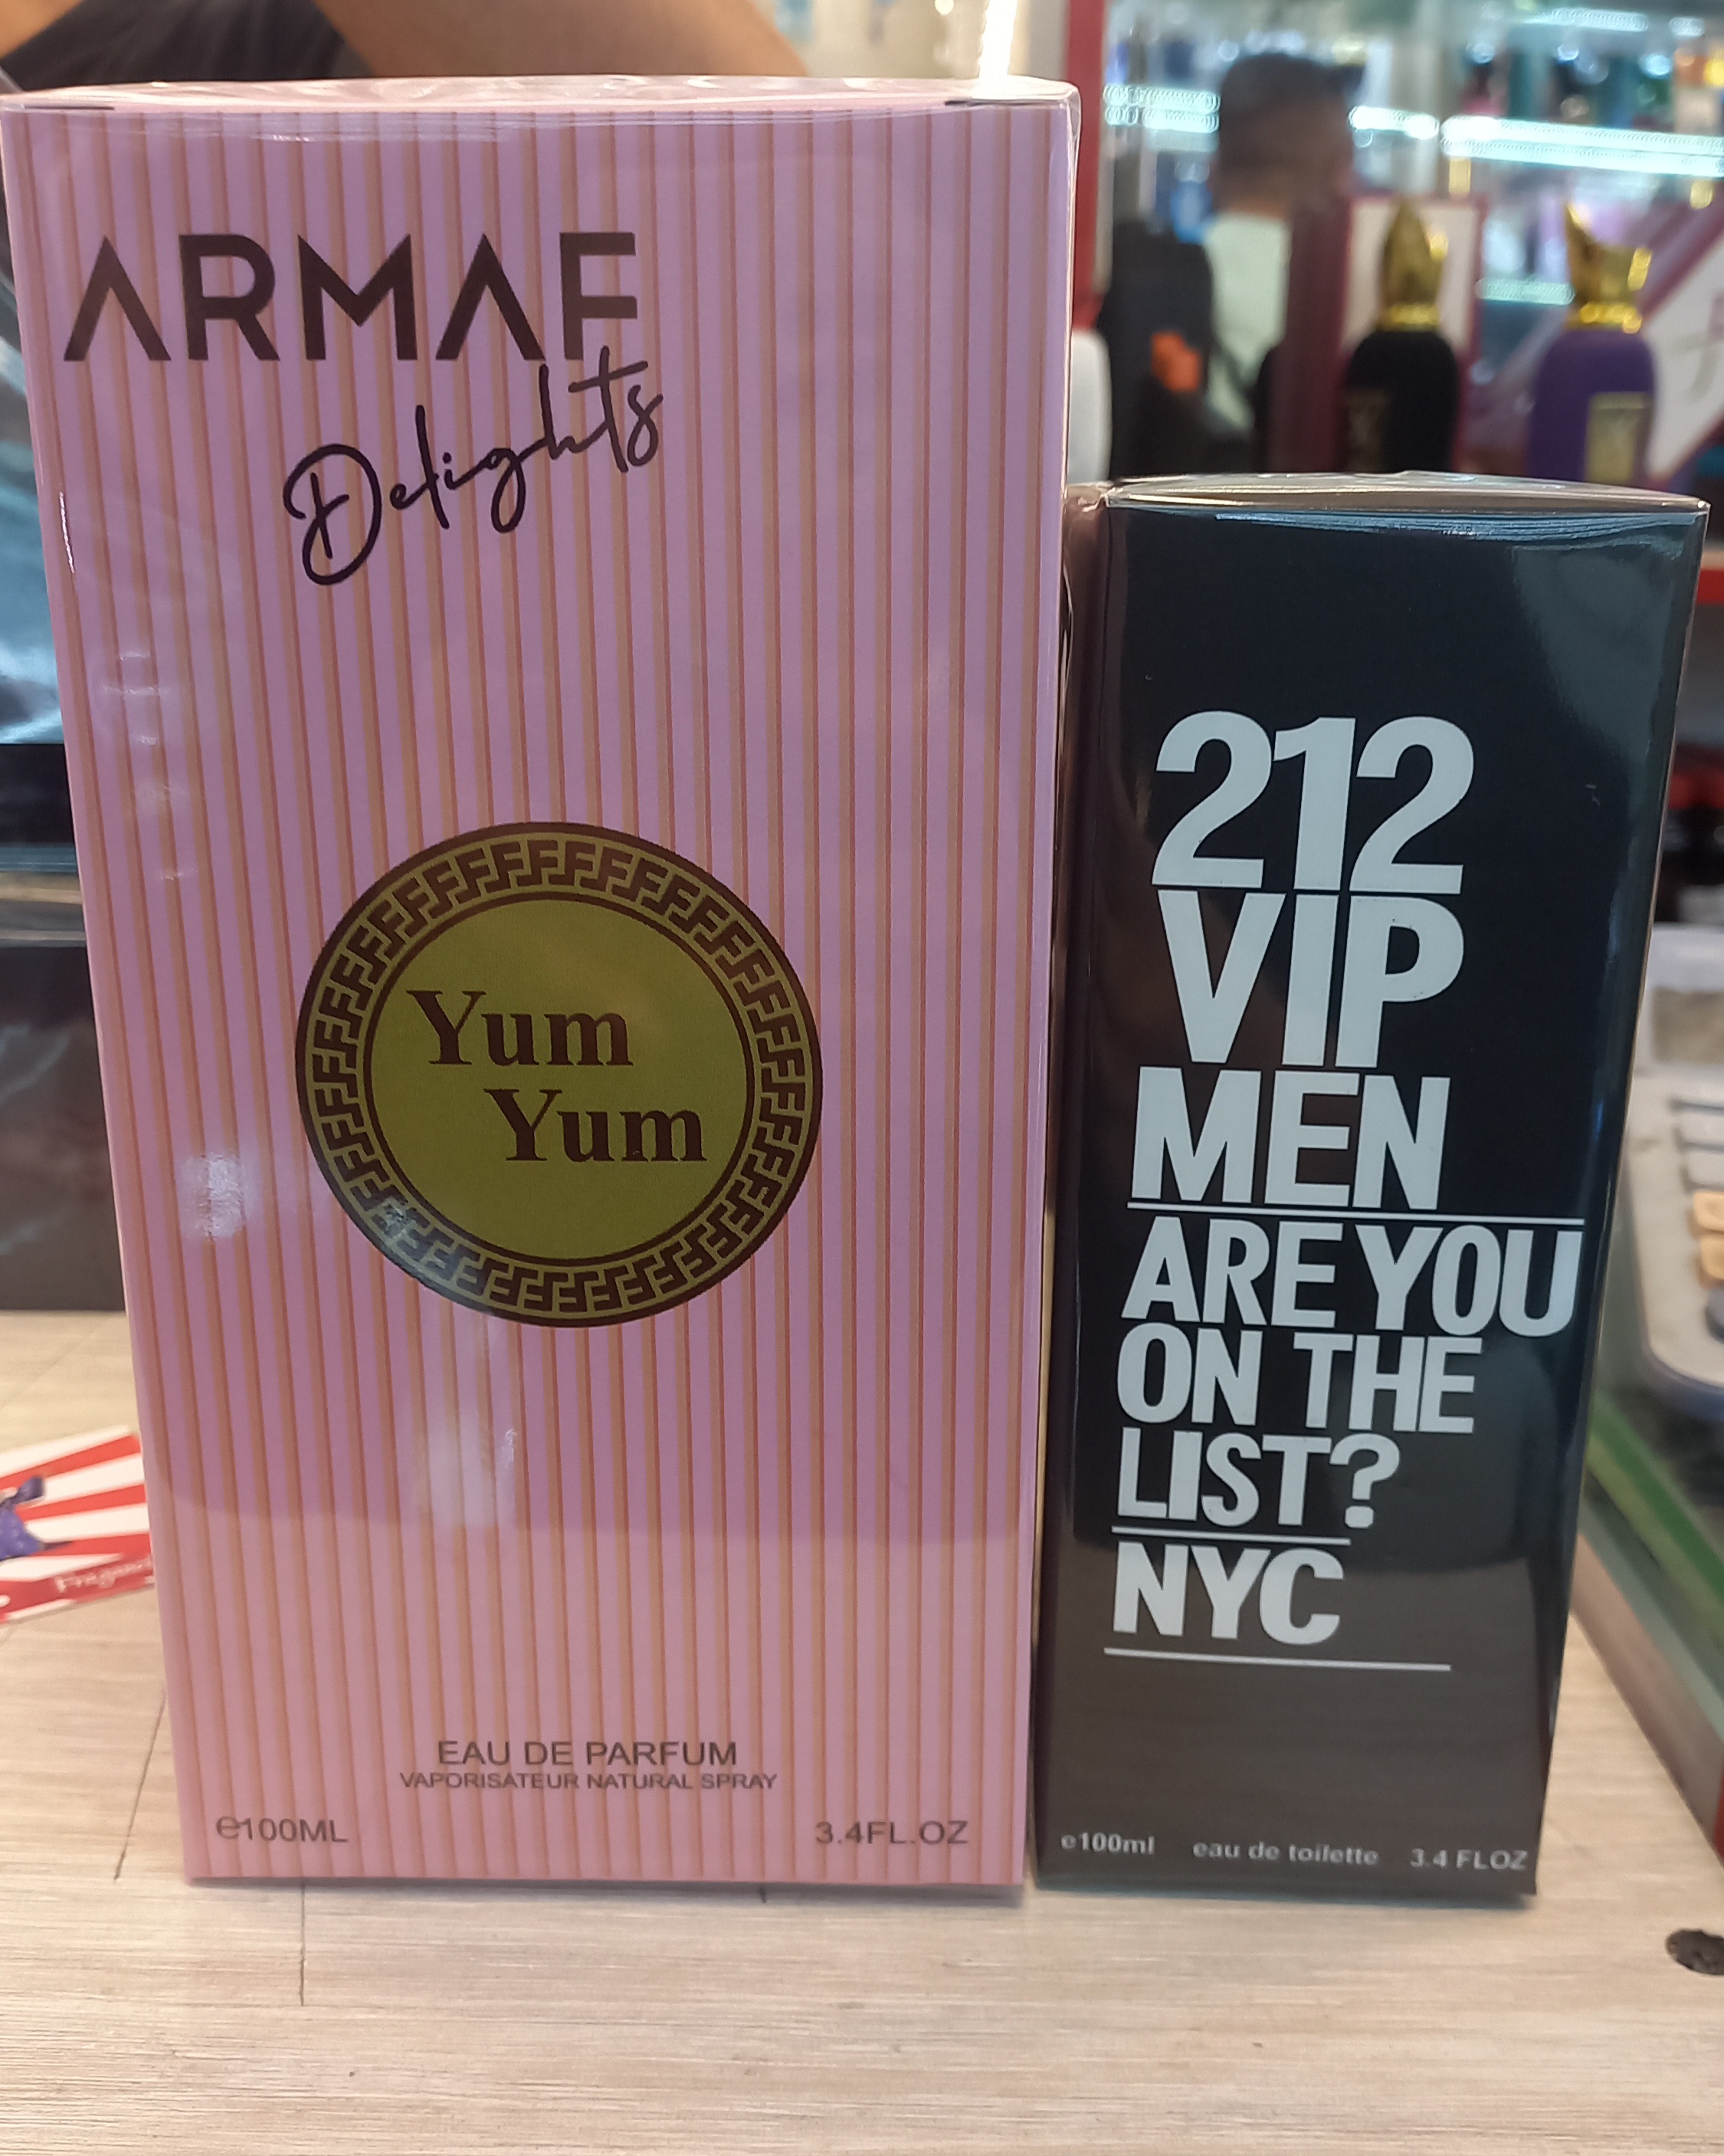 ARMAF
Delights
Yum
Yum
EAU DE PARFUM
VAPORISATEUR NATURAL SPRAY
℮100ML 3.4FL.OZ
212
VIP
MEN
ARE YOU
ON THE
LIST?
NYC
e100ml eau de toilette 3.4 FLOZ